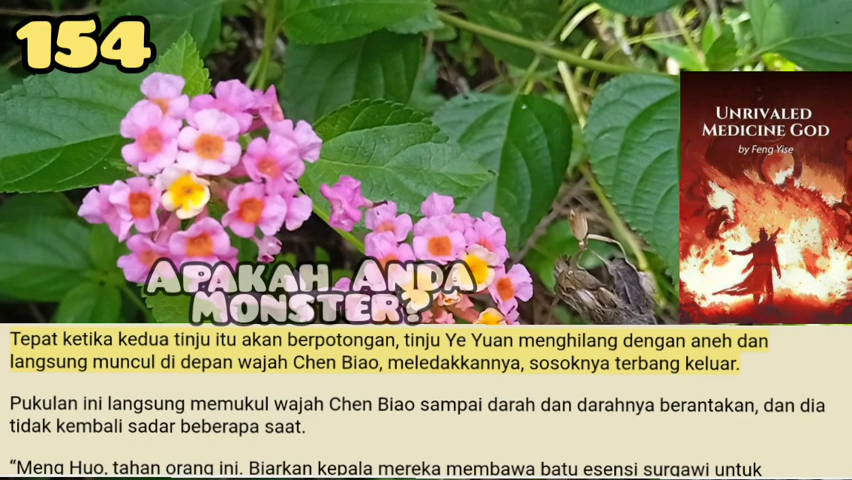 154
UNRIVALED
MEDICINE GOD
by Feng Yise
APAKAH ANDA
MONSTER?
Tepat ketika kedua tinju itu akan berpotongan, tinju Ye Yuan menghilang dengan aneh dan
langsung muncul di depan wajah Chen Biao, meledakkannya, sosoknya terbang keluar.
Pukulan ini langsung memukul wajah Chen Biao sampai darah dan darahnya berantakan, dan dia
tidak kembali sadar beberapa saat.
“Meng Huo, tahan orang ini. Biarkan kepala mereka membawa batu esensi surgawi untuk